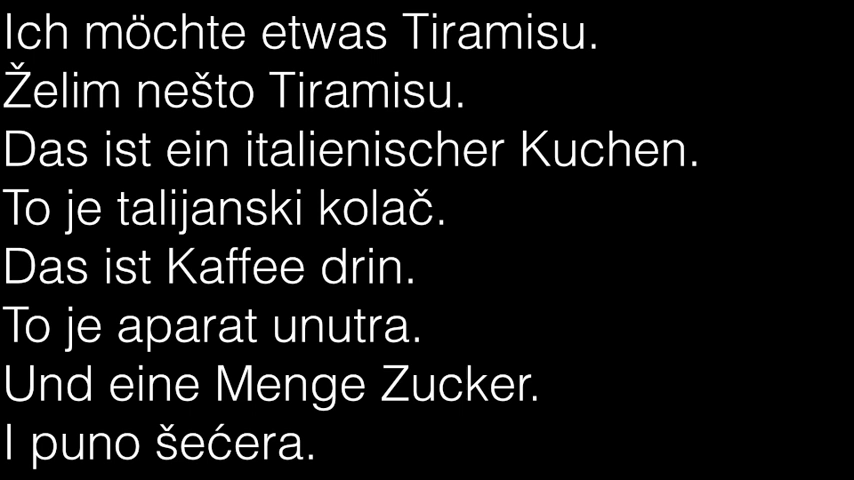 Ich möchte etwas Tiramisu.
Želim nešto Tiramisu.
Das ist ein italienischer Kuchen.
To je talijanski kolač.
Das ist Kaffee drin.
To je aparat unutra.
Und eine Menge Zucker.
I puno šećera.